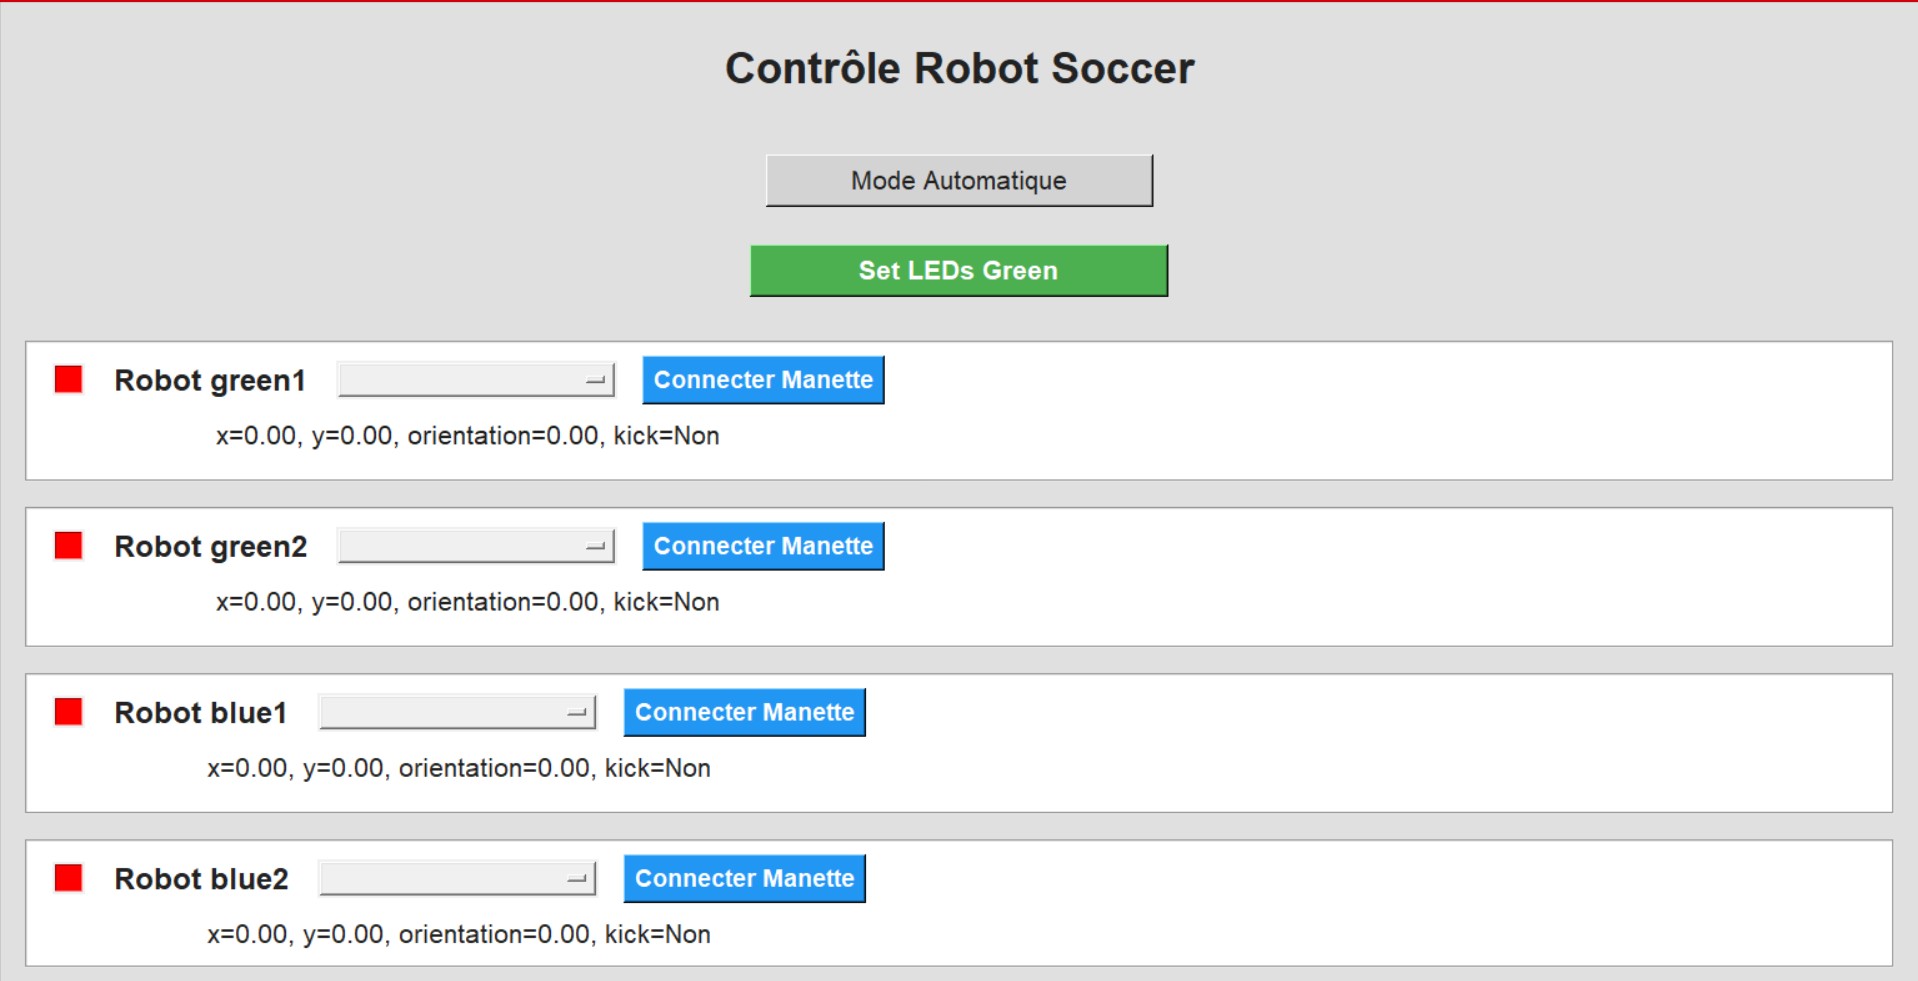 Contrôle Robot Soccer
Mode Automatique
Set LEDs Green
Robot green1 Connecter Manette
x=0.00, y=0.00, orientation=0.00, kick=Non
Robot green2 Connecter Manette
x=0.00, y=0.00, orientation=0.00, kick=Non
Robot blue1 Connecter Manette
x=0.00, y=0.00, orientation=0.00, kick=Non
Robot blue2 Connecter Manette
x=0.00, y=0.00, orientation=0.00, kick=Non